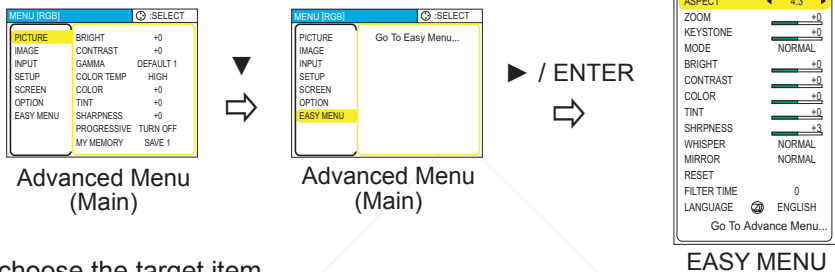 MENU [RGB] :SELECT
PICTURE BRIGHT +0
IMAGE CONTRAST +0
INPUT GAMMA DEFAULT 1
SETUP COLOR TEMP HIGH
SCREEN COLOR +0
OPTION TINT +0
EASY MENU SHARPNESS +0
PROGRESSIVE TURN OFF
MY MEMORY SAVE 1
Advanced Menu
(Main)
▼
MENU [RGB] :SELECT
PICTURE Go To Easy Menu...
IMAGE
INPUT
SETUP
SCREEN
OPTION
EASY MENU
Advanced Menu
(Main)
► / ENTER
ASPECT 4:3
ZOOM +0
KEYSTONE +0
MODE NORMAL
BRIGHT +0
CONTRAST +0
COLOR +0
TINT +0
SHRPNESS +3
WHISPER NORMAL
MIRROR NORMAL
RESET
FILTER TIME 0
LANGUAGE ENGLISH
Go To Advance Menu...
EASY MENU
choose the target item